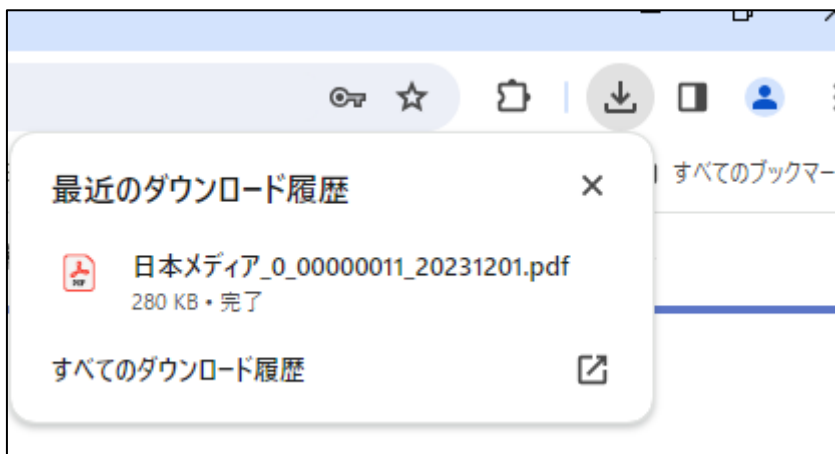 すべてのブックマー
最近のダウンロード履歴
日本メディア_0_00000011_20231201.pdf
280 KB • 完了
すべてのダウンロード履歴